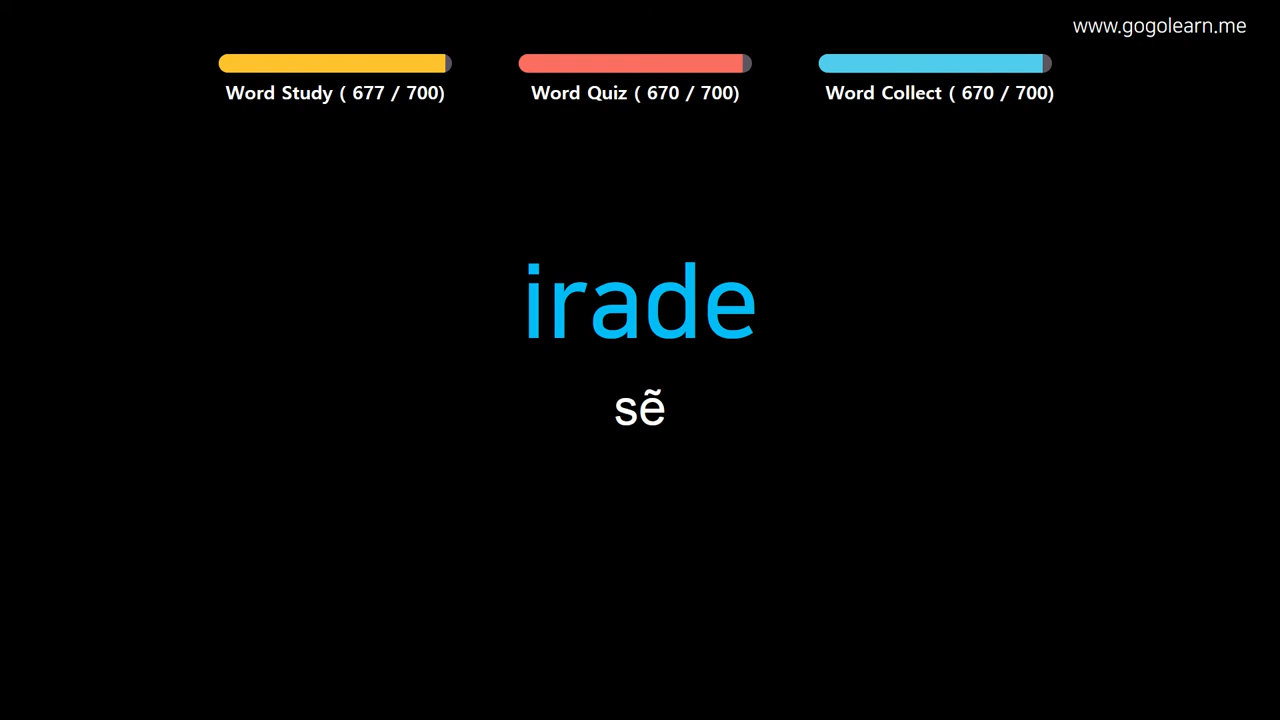 www.gogolearn.me
Word Study ( 677 / 700)
Word Quiz ( 670 / 700)
Word Collect ( 670 / 700)
irade
sẽ